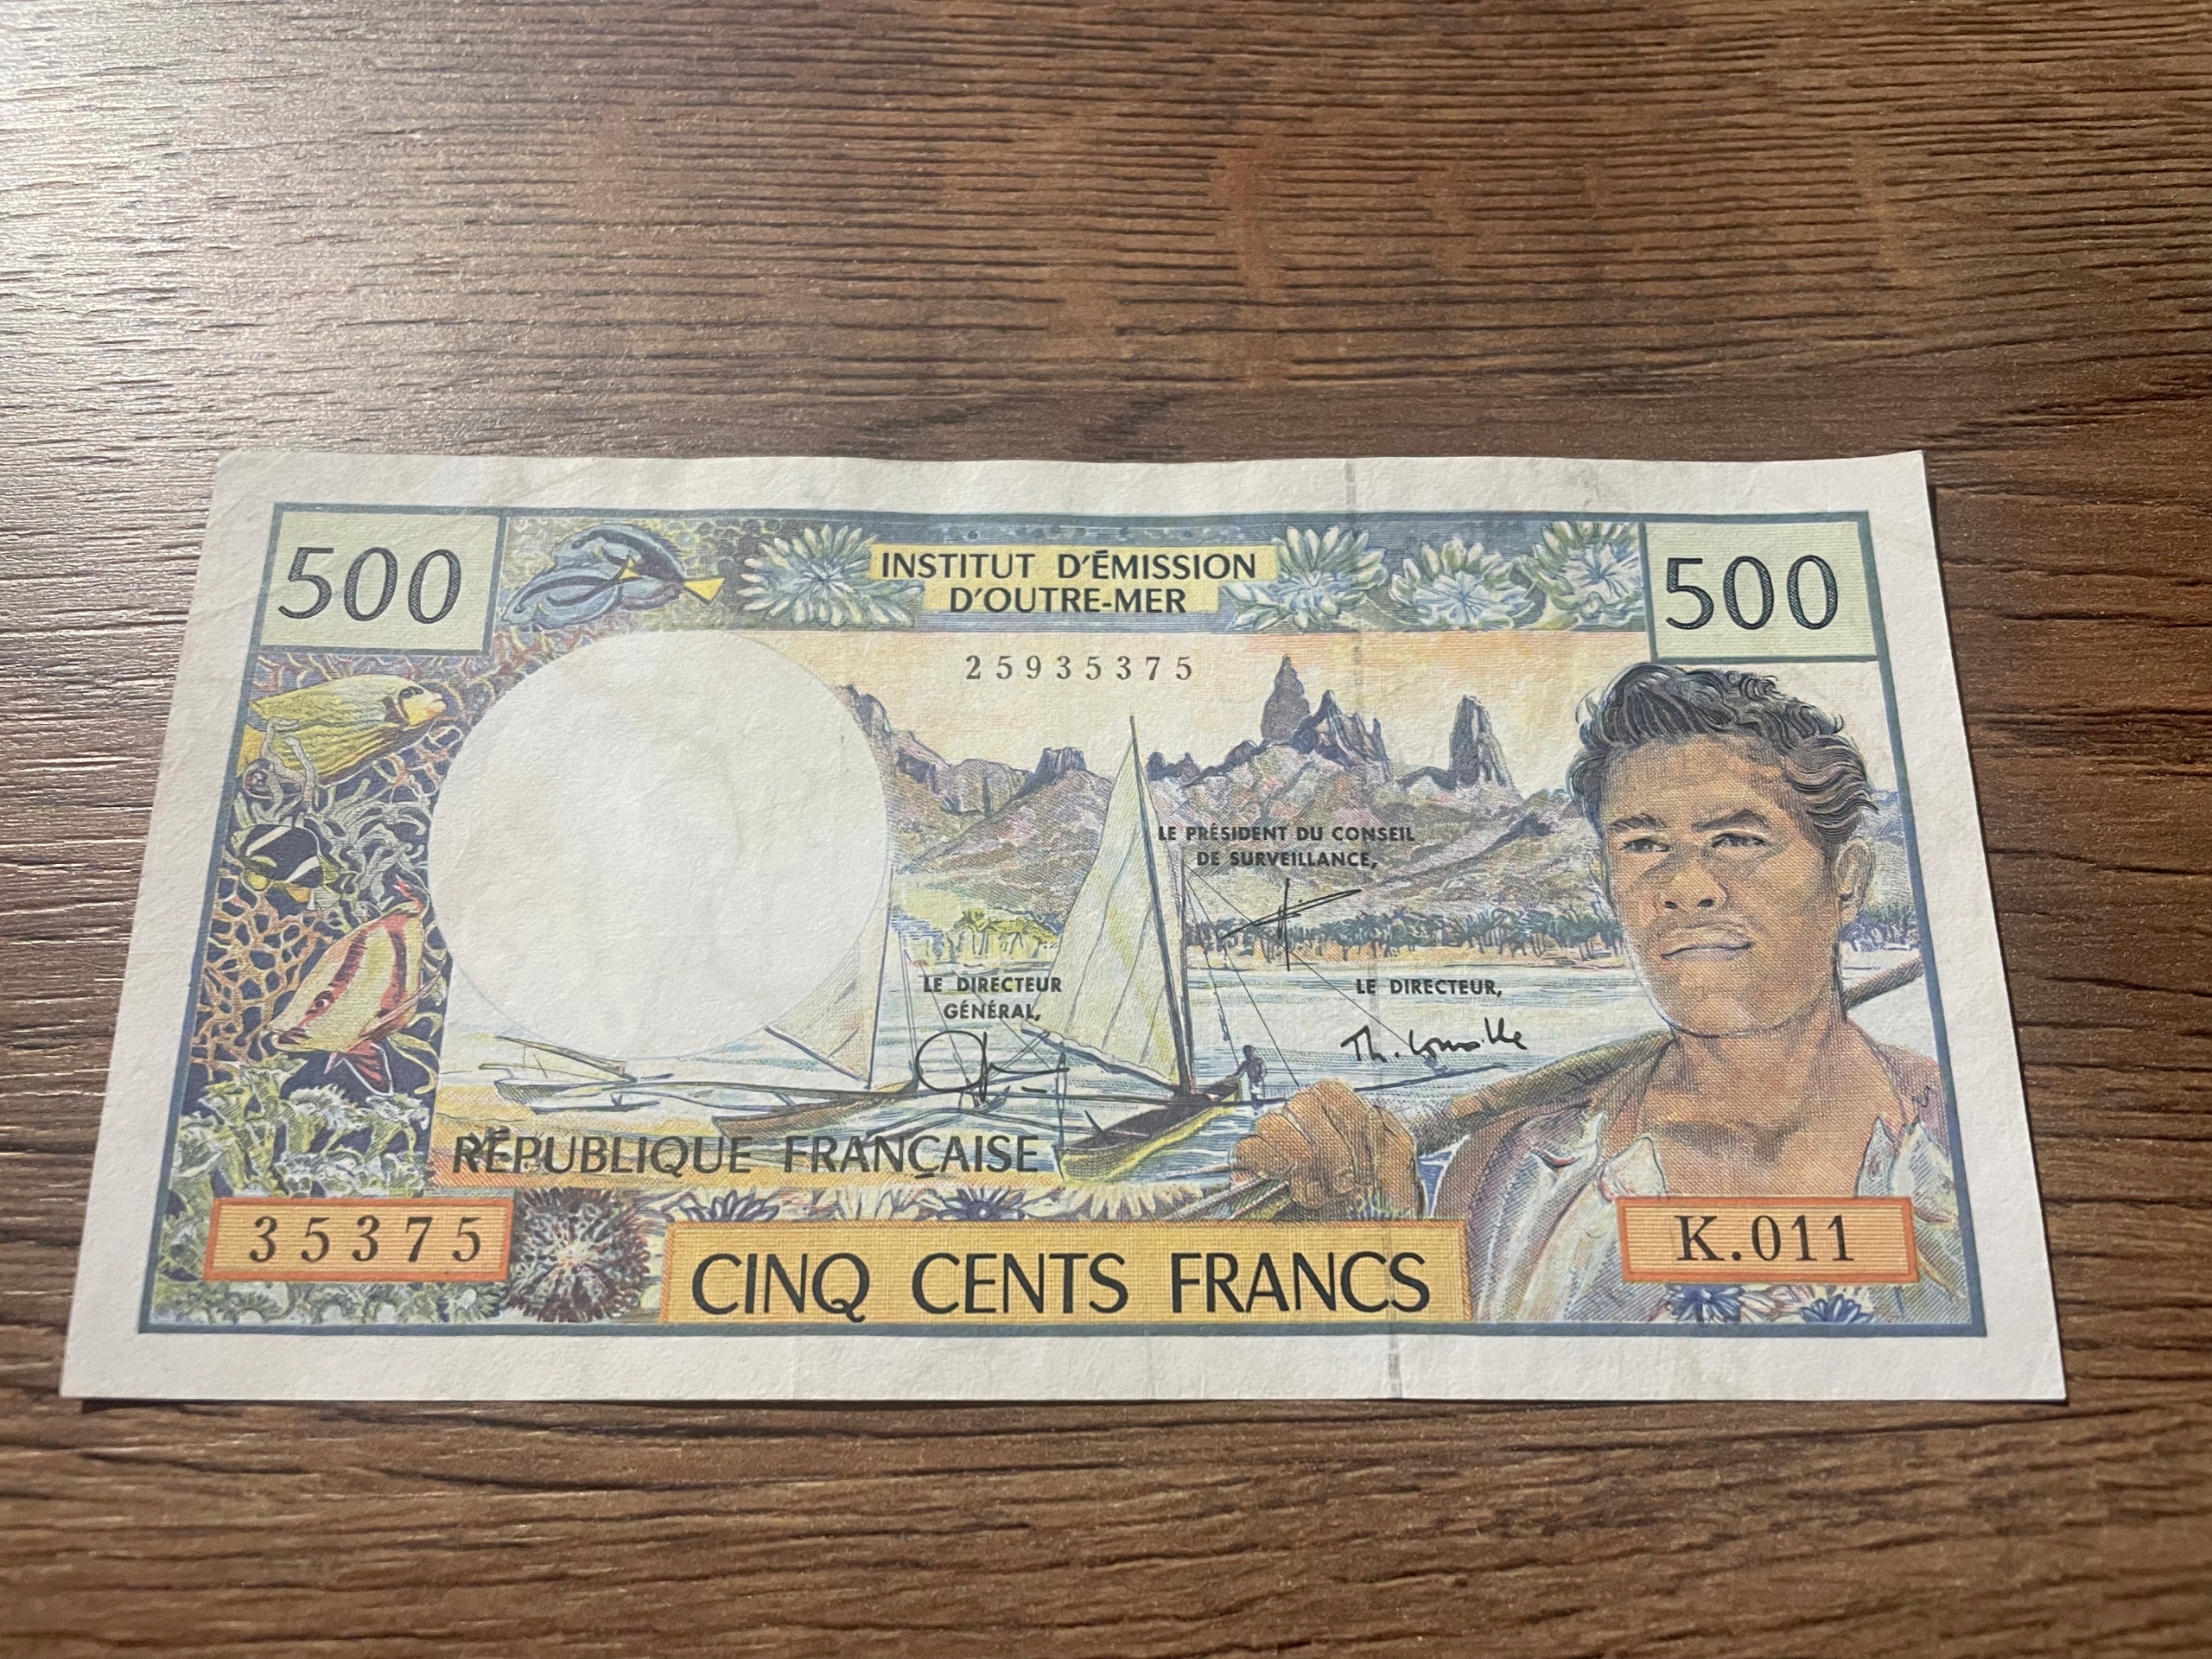 500
INSTITUT D'ÉMISSION
D'OUTRE-MER
500
25935375
LE PRÉSIDENT DU CONSEIL
DE SURVEILLANCE,
LE DIRECTEUR
GÉNÉRAL,
LE DIRECTEUR,
RÉPUBLIQUE FRANÇAISE
35375
CINQ CENTS FRANCS
K.011